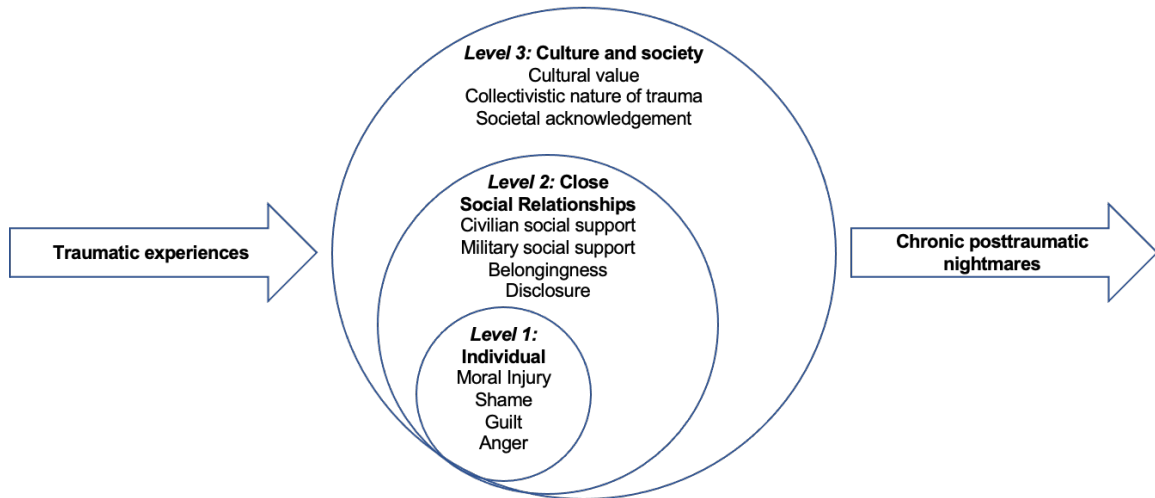 Level 3: Culture and society
Cultural value
Collectivistic nature of trauma
Societal acknowledgement
Level 2: Close
Social Relationships
Civilian social support
Military social support
Belongingness
Disclosure
Traumatic experiences
Chronic posttraumatic
nightmares
Level 1:
Individual
Moral Injury
Shame
Guilt
Anger